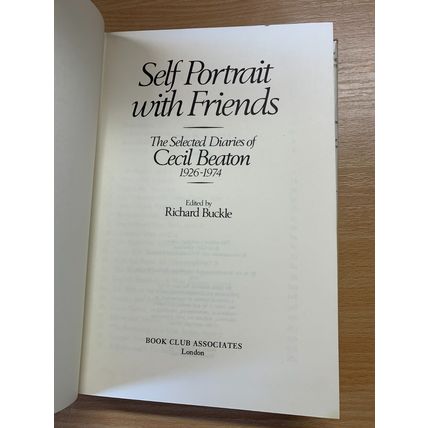 Self Portrait
with Friends
The Selected Diaries of
Cecil Beaton
1926-1974
Edited by
Richard Buckle
BOOK CLUB ASSOCIATES
London